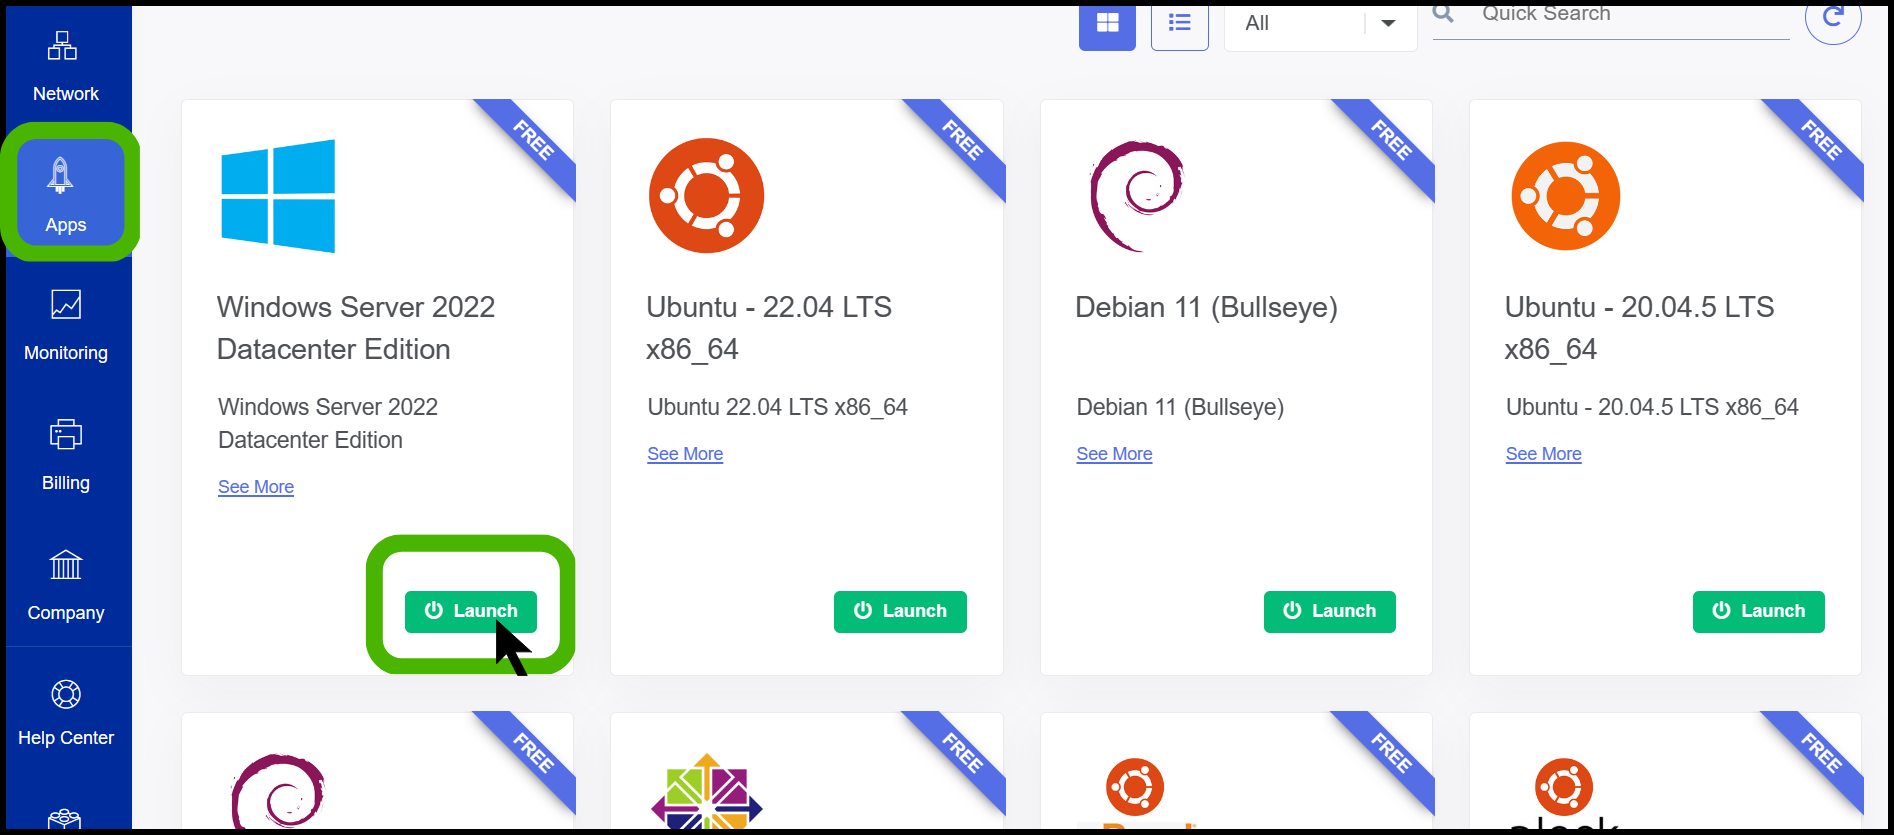 All
Quick Search
Network
Apps
Monitoring
Billing
Company
Help Center
FREE
Windows Server 2022
Datacenter Edition
Windows Server 2022
Datacenter Edition
See More
Launch
FREE
Ubuntu - 22.04 LTS
x86_64
Ubuntu 22.04 LTS x86_64
See More
Launch
FREE
Debian 11 (Bullseye)
Debian 11 (Bullseye)
See More
Launch
FREE
Ubuntu - 20.04.5 LTS
x86_64
Ubuntu - 20.04.5 LTS x86_64
See More
Launch
FREE
FREE
FREE
FREE